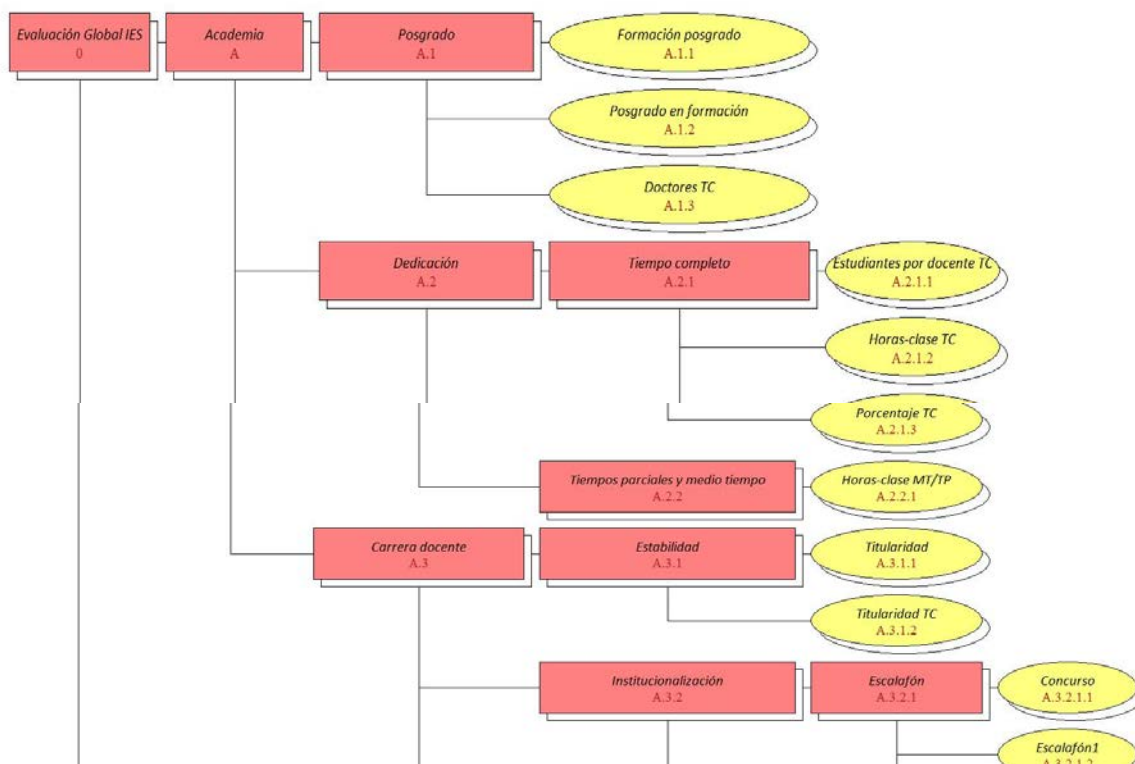 Evaluación Global IES
0
Academia
A
Posgrado
A.1
Formación posgrado
A.1.1
Posgrado en formación
A.1.2
Doctores TC
A.1.3
Dedicación
A.2
Tiempo completo
A.2.1
Estudiantes por docente TC
A.2.1.1
Horas-clase TC
A.2.1.2
Porcentaje TC
A.2.1.3
Tiempos parciales y medio tiempo
A.2.2
Horas-clase MT/TP
A.2.2.1
Carrera docente
A.3
Estabilidad
A.3.1
Titularidad
A.3.1.1
Titularidad TC
A.3.1.2
Institucionalización
A.3.2
Escalafón
A.3.2.1
Concurso
A.3.2.1.1
Escalafón1
A.3.2.1.2